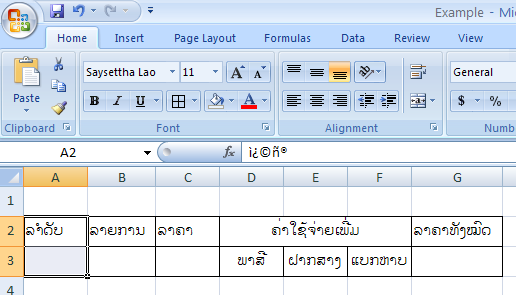 Example - Mic
Home Insert Page Layout Formulas Data Review View
Paste Saysettha Lao 11 A A General
B I U A $ % 
Clipboard Font Alignment Numb
A2 fx ì¿©ñ®
A B C D E F G
1
2 ລຳດັບ ລາຍການ ລາຄາ ຄ່າໃຊ້ຈ່າຍເພີ່ມ ລາຄາທັງໝົດ
3 ພາສີ ຝາກສາງ ແບກຫາບ
4